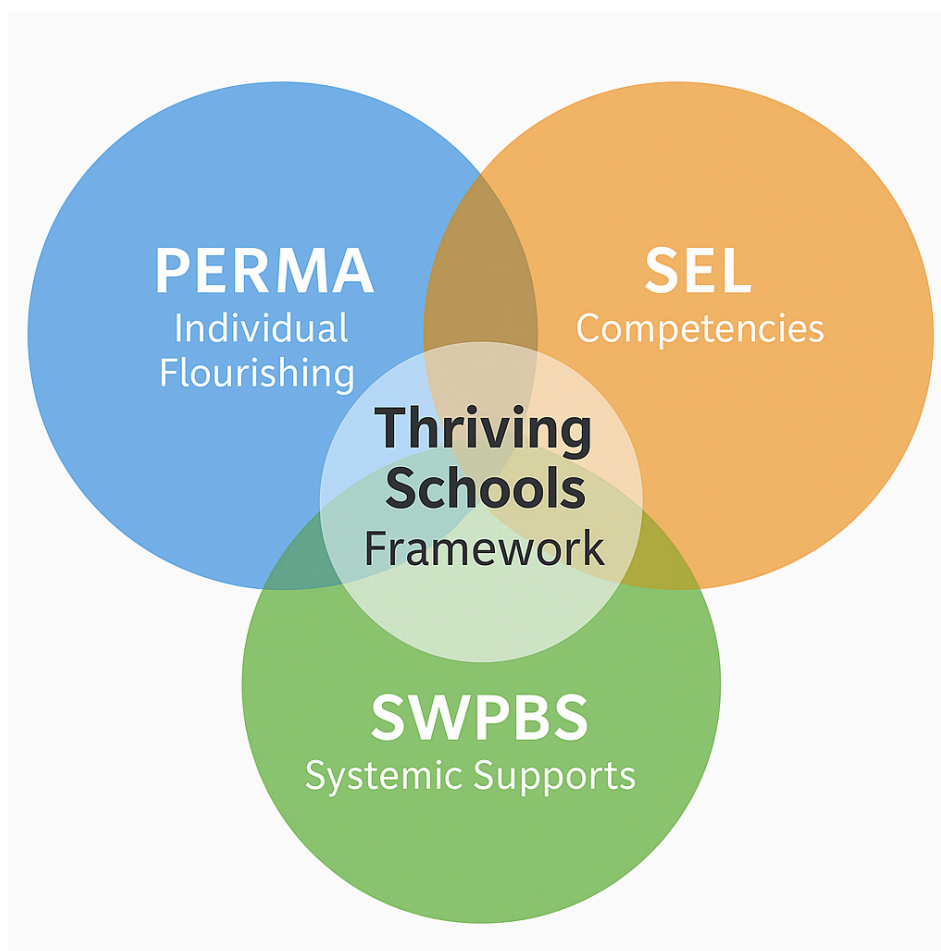 PERMA
Individual
Flourishing
SEL
Competencies
Thriving
Schools
Framework
SWPBS
Systemic Supports